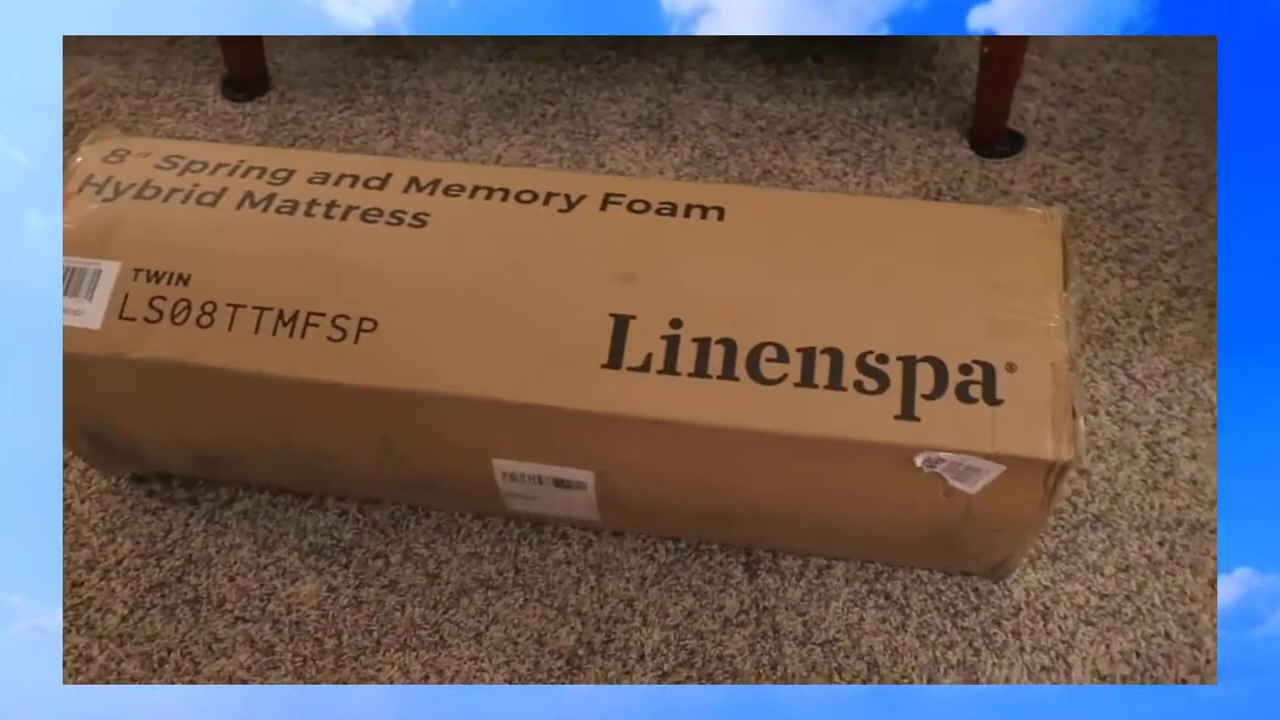 8" Spring and Memory Foam
Hybrid Mattress
TWIN
LS08TTMFSP
Linenspa®